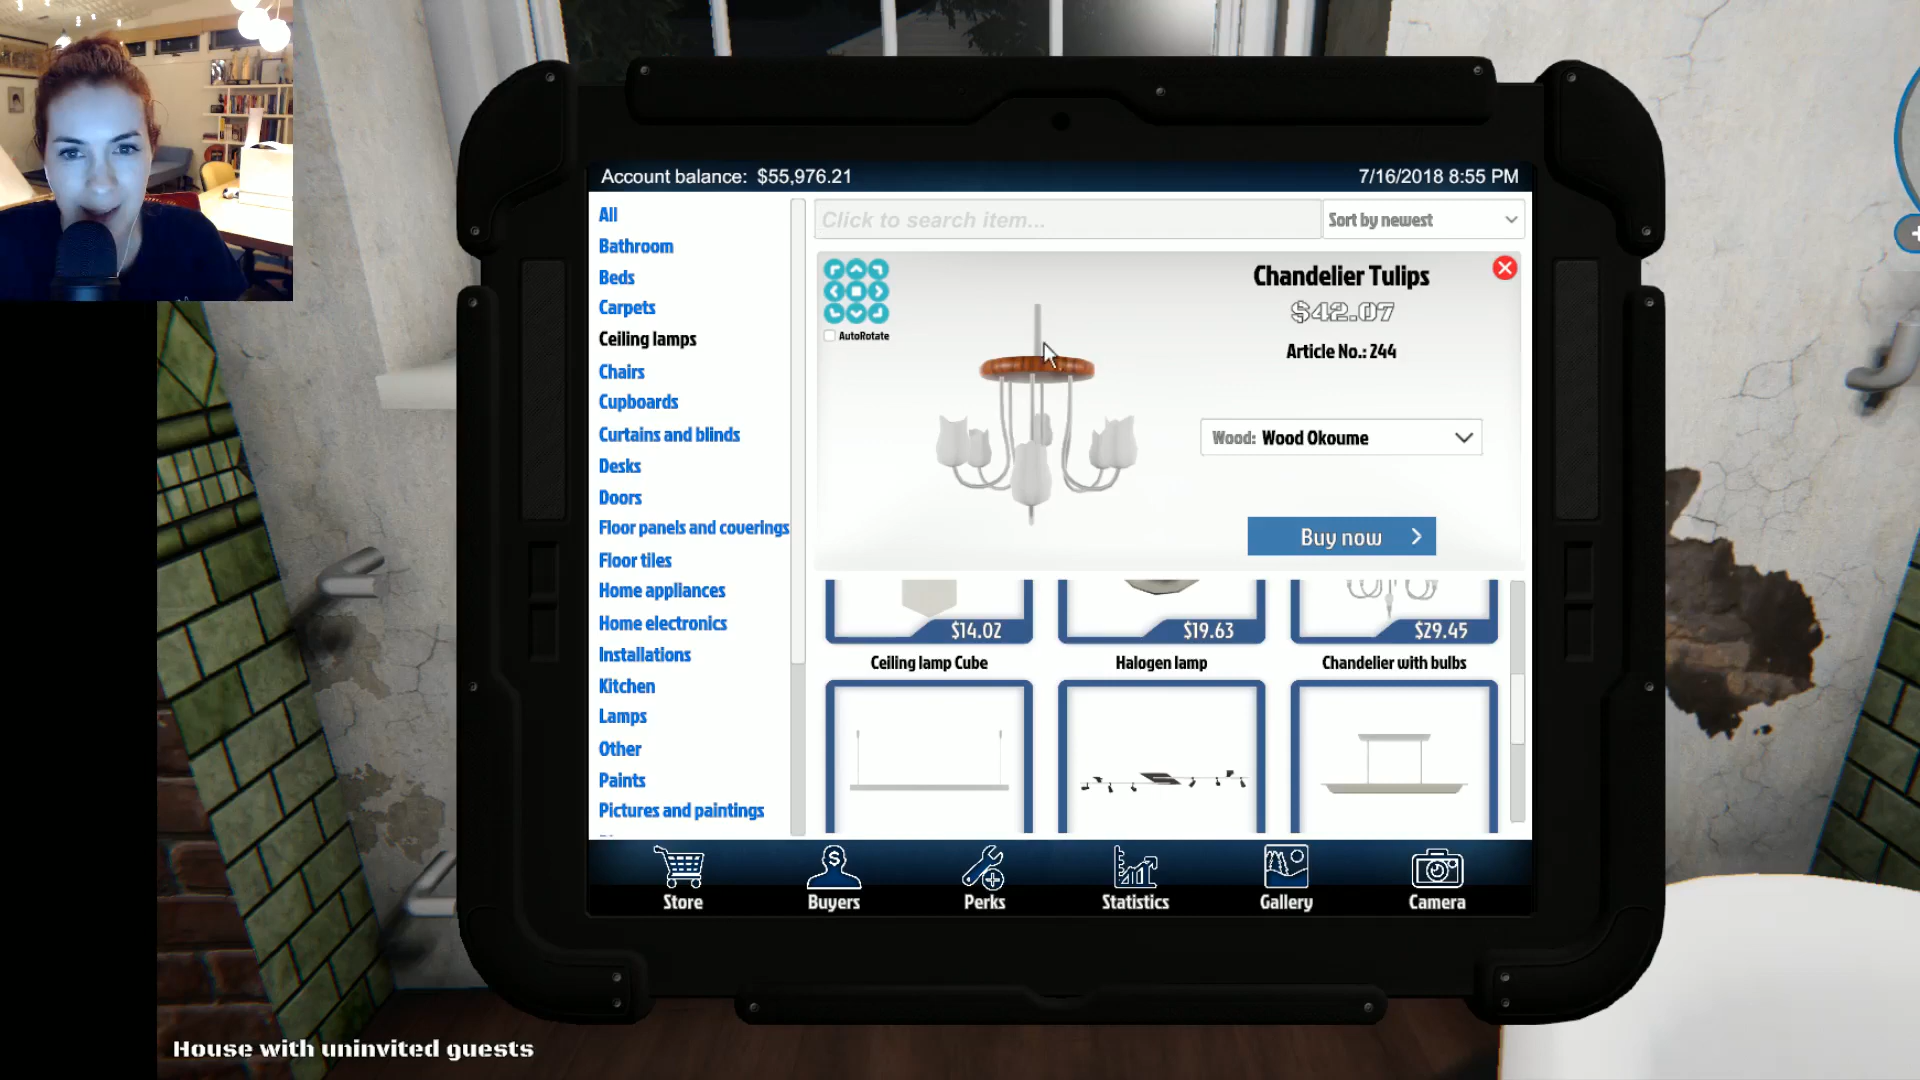 Account balance: $55,976.21
7/16/2018 8:55 PM
All
Bathroom
Beds
Carpets
Ceiling lamps
Chairs
Cupboards
Curtains and blinds
Desks
Doors
Floor panels and coverings
Floor tiles
Home appliances
Home electronics
Installations
Kitchen
Lamps
Other
Paints
Pictures and paintings
Click to search item...
Sort by newest
AutoRotate
Chandelier Tulips
$42.07
Article No.: 244
Wood: Wood Okoume
Buy now
$14.02
$19.63
$29.45
Ceiling lamp Cube
Halogen lamp
Chandelier with bulbs
Store
Buyers
Perks
Statistics
Gallery
Camera
House with uninvited guests